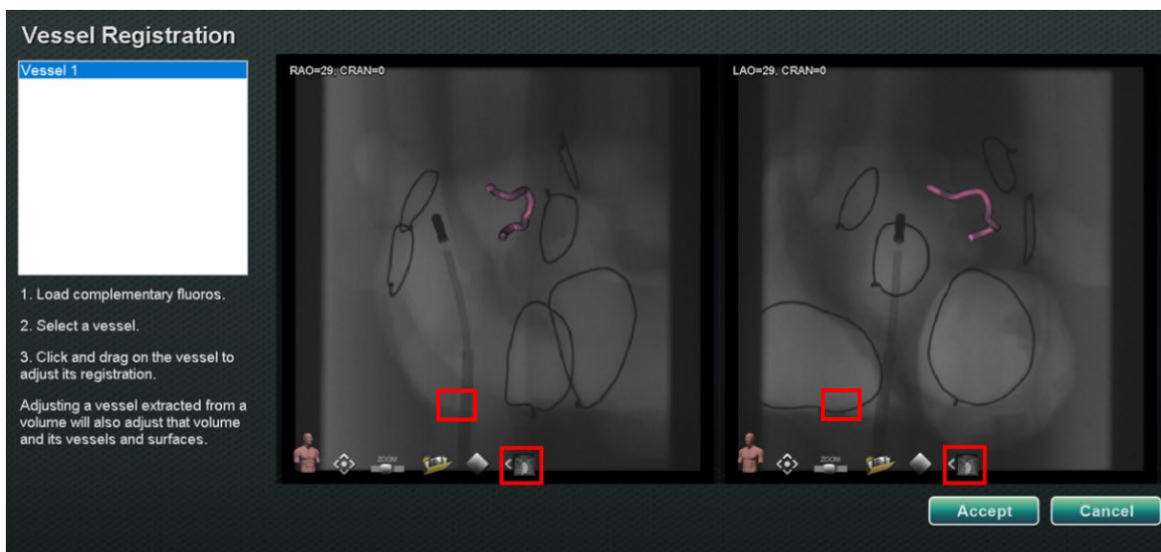 Vessel Registration
Vessel 1
1. Load complementary fluoros.
2. Select a vessel.
3. Click and drag on the vessel to
adjust its registration.
Adjusting a vessel extracted from a
volume will also adjust that volume
and its vessels and surfaces.
RAO=29, CRAN=0
ZOOM
LAO=29, CRAN=0
ZOOM
Accept
Cancel